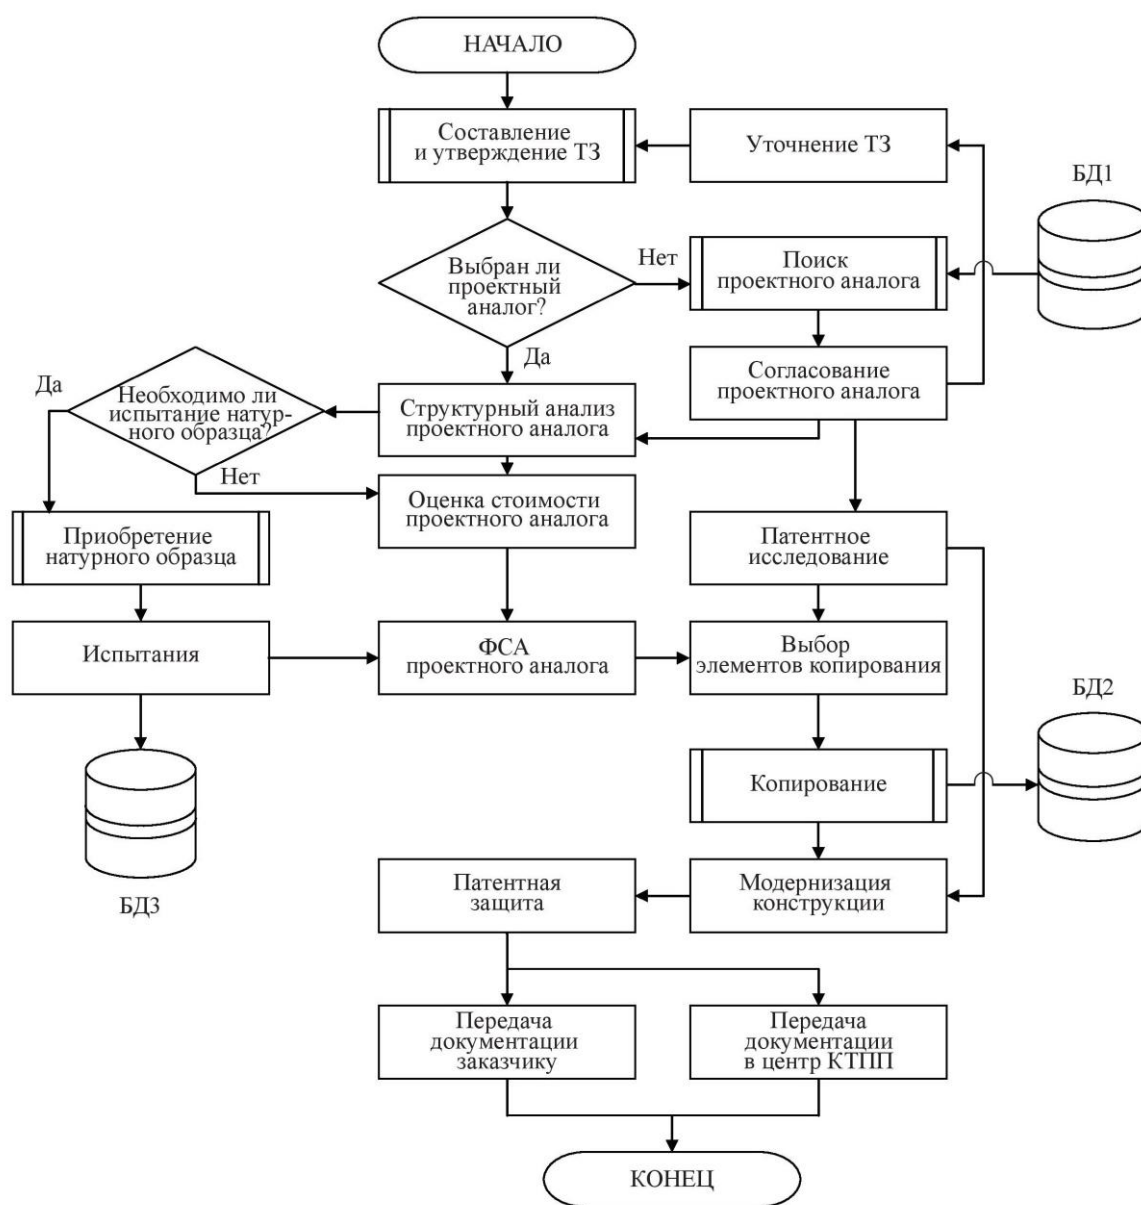 НАЧАЛО
Составление
и утверждение ТЗ
Уточнение ТЗ
БД1
Выбран ли
проектный
аналог?
Нет
Поиск
проектного аналога
Да
Согласование
проектного аналога
Да
Необходимо ли
испытание натур-
ного образца?
Структурный анализ
проектного аналога
Нет
Оценка стоимости
проектного аналога
Приобретение
натурного образца
Патентное
исследование
Испытания
ФСА
проектного аналога
Выбор
элементов копирования
БД2
Копирование
БД3
Патентная
защита
Модернизация
конструкции
Передача
документации
заказчику
Передача
документации
в центр КТПП
КОНЕЦ